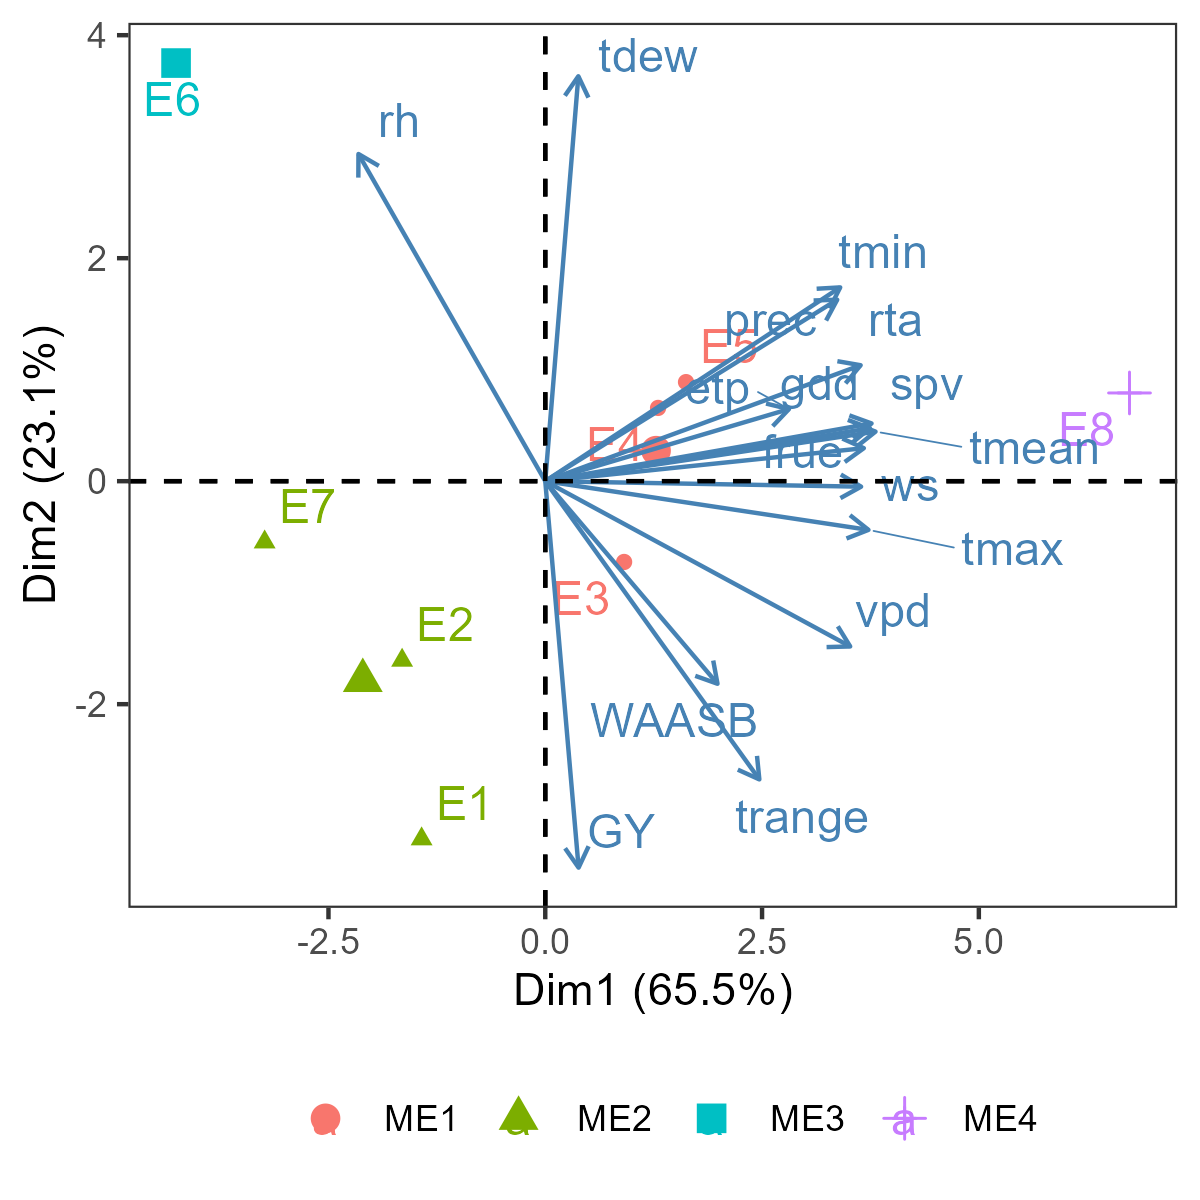 4
tdew
E6
rh
2
tmin
prec
rta
E5
etp
gdd
spv
E8
E4
frue
tmean
0
ws
E7
tmax
E3
vpd
E2
-2
WAASB
E1
GY
trange
Dim2 (23.1%)
-2.5
0.0
2.5
5.0
Dim1 (65.5%)
a ME1 a ME2 a ME3 a ME4